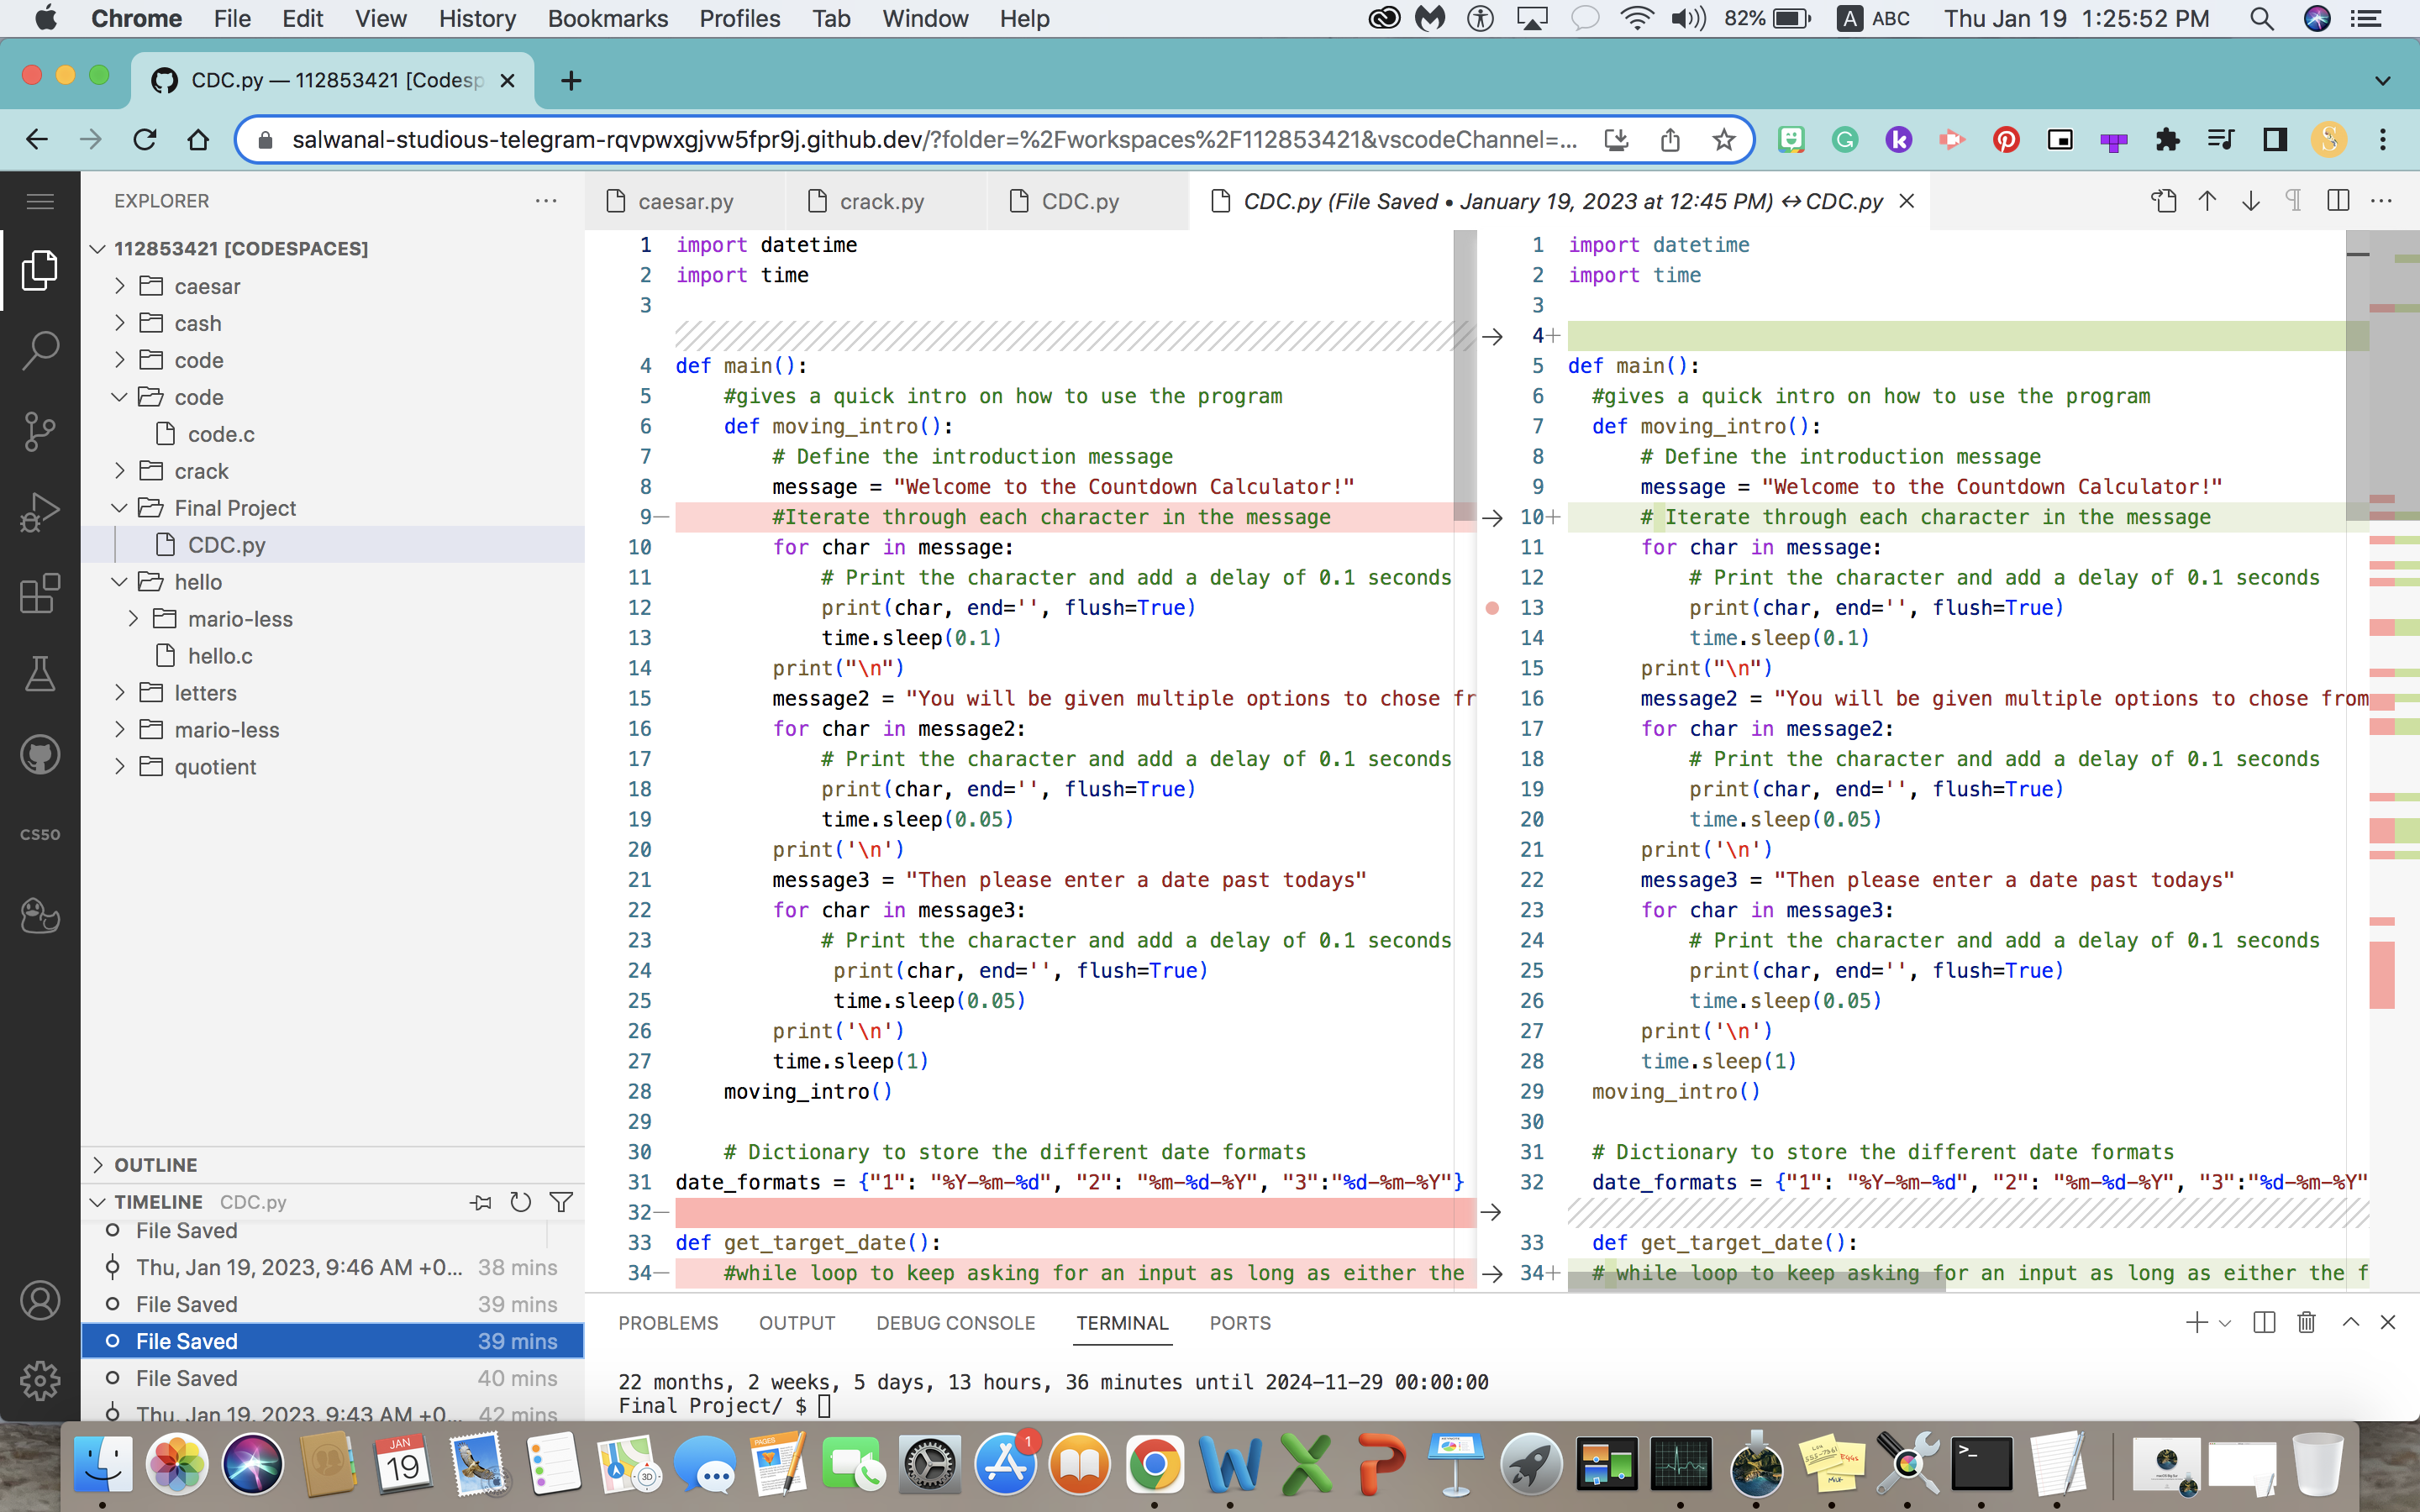 Chrome File Edit View History Bookmarks Profiles Tab Window Help 82% A ABC Thu Jan 19 1:25:52 PM
CDC.py — 112853421 [Codesp
salwanal-studious-telegram-rqvpwxgjvw5fpr9j.github.dev/?folder=%2Fworkspaces%2F112853421&vscodeChannel=...
EXPLORER
caesar.py crack.py CDC.py CDC.py (File Saved • January 19, 2023 at 12:45 PM) ↔ CDC.py
112853421 [CODESPACES]
caesar
cash
code
code
code.c
crack
Final Project
CDC.py
hello
mario-less
hello.c
letters
mario-less
quotient
CS50
OUTLINE
TIMELINE CDC.py
File Saved
Thu, Jan 19, 2023, 9:46 AM +0... 38 mins
File Saved 39 mins
File Saved 39 mins
File Saved 40 mins
Thu, Jan 19, 2023, 9:43 AM +0... 42 mins
1 import datetime
2 import time
3
4 def main():
5 #gives a quick intro on how to use the program
6 def moving_intro():
7 # Define the introduction message
8 message = "Welcome to the Countdown Calculator!"
9— #Iterate through each character in the message
10 for char in message:
11 # Print the character and add a delay of 0.1 seconds
12 print(char, end='', flush=True)
13 time.sleep(0.1)
14 print("\n")
15 message2 = "You will be given multiple options to chose fr
16 for char in message2:
17 # Print the character and add a delay of 0.1 seconds
18 print(char, end='', flush=True)
19 time.sleep(0.05)
20 print('\n')
21 message3 = "Then please enter a date past todays"
22 for char in message3:
23 # Print the character and add a delay of 0.1 seconds
24 print(char, end='', flush=True)
25 time.sleep(0.05)
26 print('\n')
27 time.sleep(1)
28 moving_intro()
29
30 # Dictionary to store the different date formats
31 date_formats = {"1": "%Y-%m-%d", "2": "%m-%d-%Y", "3":"%d-%m-%Y"}
32—
33 def get_target_date():
34— #while loop to keep asking for an input as long as either the
1 import datetime
2 import time
3
4+
5 def main():
6 #gives a quick intro on how to use the program
7 def moving_intro():
8 # Define the introduction message
9 message = "Welcome to the Countdown Calculator!"
10+ # Iterate through each character in the message
11 for char in message:
12 # Print the character and add a delay of 0.1 seconds
13 print(char, end='', flush=True)
14 time.sleep(0.1)
15 print("\n")
16 message2 = "You will be given multiple options to chose from
17 for char in message2:
18 # Print the character and add a delay of 0.1 seconds
19 print(char, end='', flush=True)
20 time.sleep(0.05)
21 print('\n')
22 message3 = "Then please enter a date past todays"
23 for char in message3:
24 # Print the character and add a delay of 0.1 seconds
25 print(char, end='', flush=True)
26 time.sleep(0.05)
27 print('\n')
28 time.sleep(1)
29 moving_intro()
30
31 # Dictionary to store the different date formats
32 date_formats = {"1": "%Y-%m-%d", "2": "%m-%d-%Y", "3":"%d-%m-%Y"
33 def get_target_date():
34+ # while loop to keep asking for an input as long as either the f
PROBLEMS OUTPUT DEBUG CONSOLE TERMINAL PORTS
22 months, 2 weeks, 5 days, 13 hours, 36 minutes until 2024-11-29 00:00:00
Final Project/ $
JAN
19
PAGES
3D
1